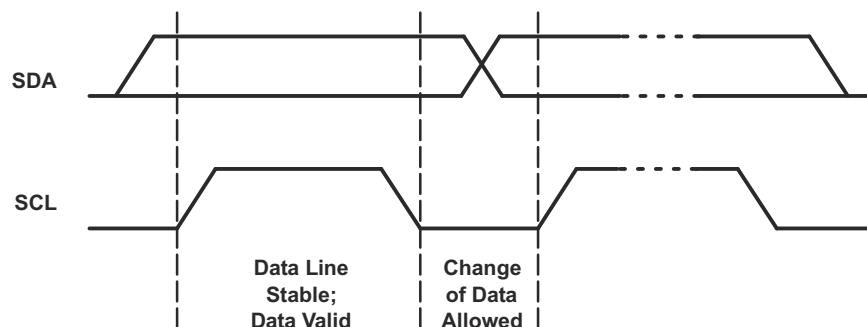 SDA
SCL
Data Line
Stable;
Data Valid
Change
of Data
Allowed